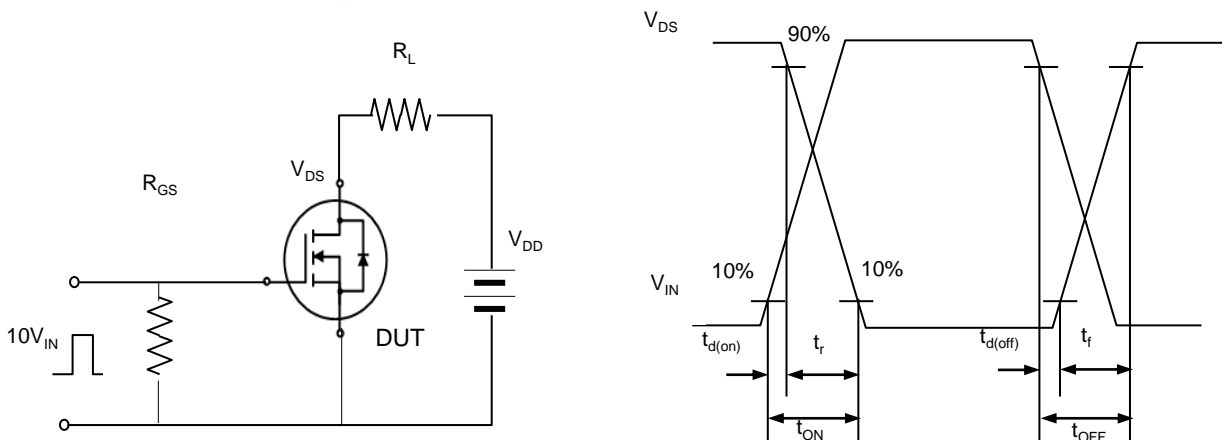 R_L
V_DS
R_GS
V_DD
10V_IN
DUT
V_DS
90%
10%
10%
V_IN
t_d(on)
t_r
t_d(off)
t_f
t_ON
t_OFF